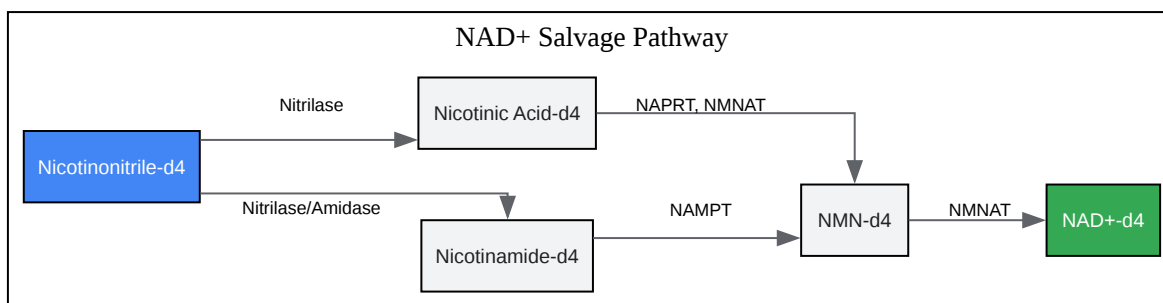 NAD+ Salvage Pathway
Nitrilase
Nicotinic Acid-d4
NAPRT, NMNAT
Nicotinonitrile-d4
Nitrilase/Amidase
Nicotinamide-d4
NAMPT
NMN-d4
NMNAT
NAD+-d4